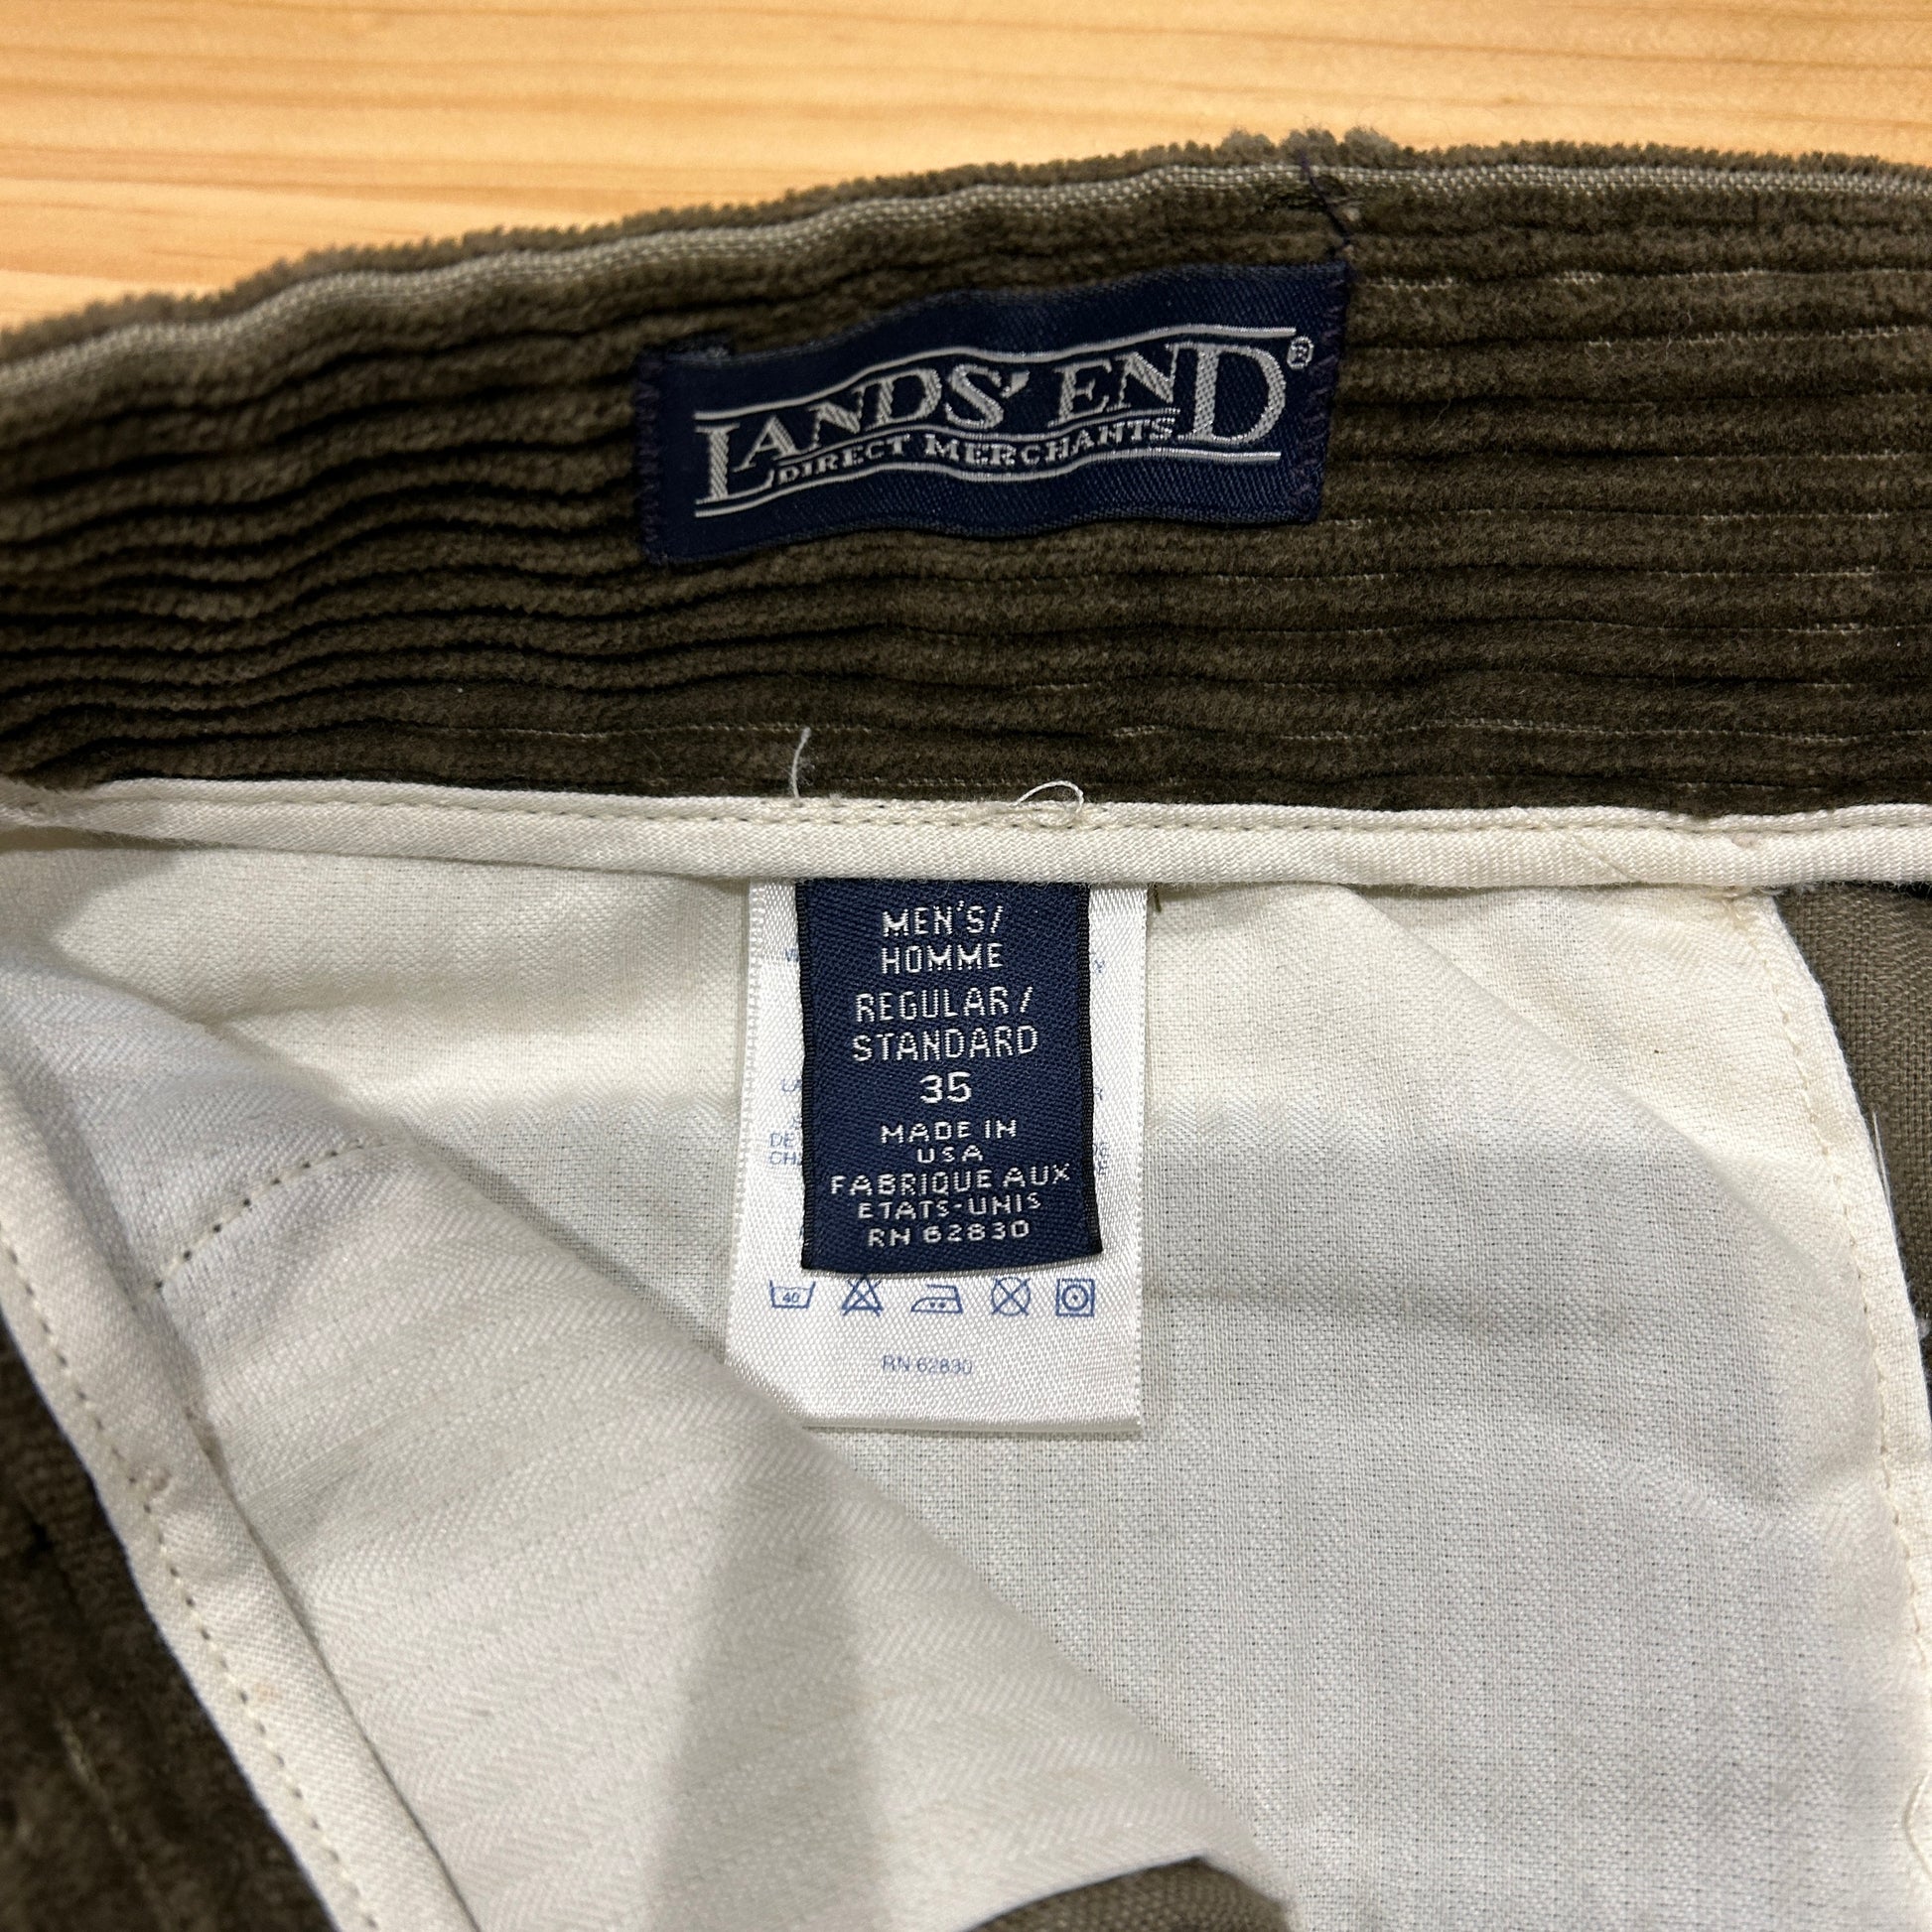 LANDS' END®
DIRECT MERCHANTS
MEN'S/
HOMME
REGULAR/
STANDARD
35
MADE IN
USA
FABRIQUE AUX
ETATS-UNIS
RN 62830
40
RN 62830